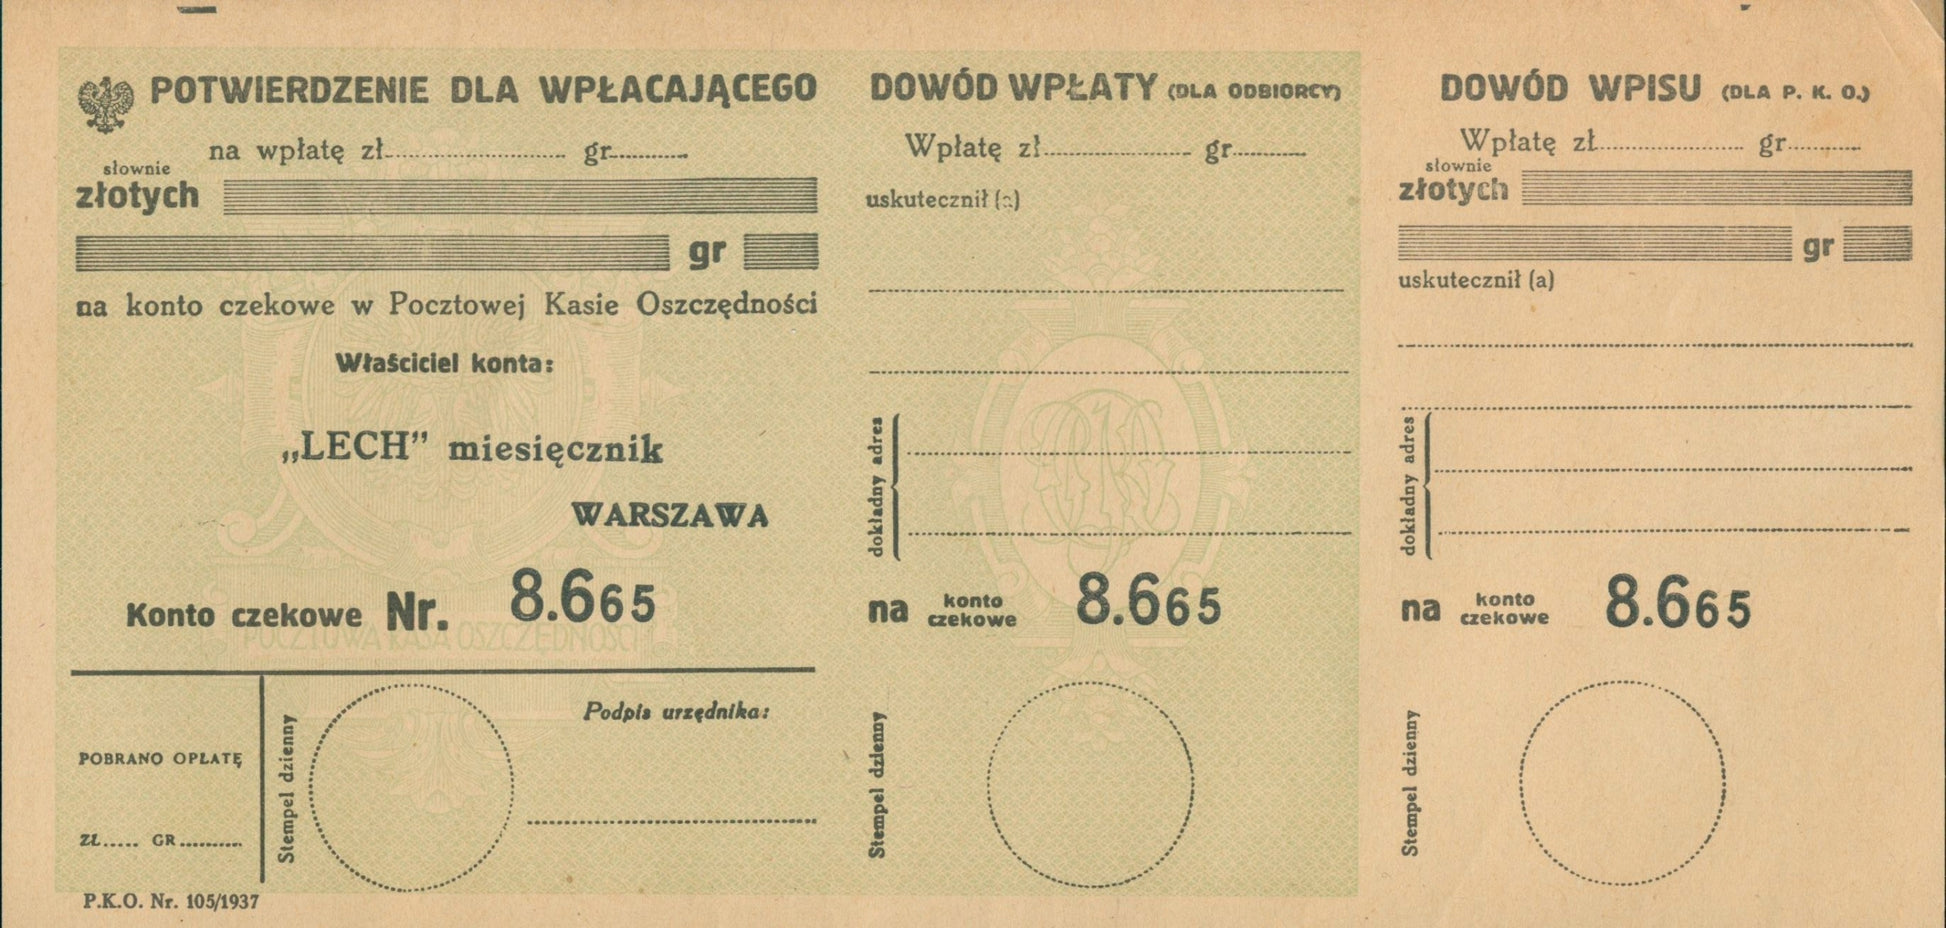 POTWIERDZENIE DLA WPŁACAJĄCEGO
na wpłatę zł.............................. gr.............
słownie
złotych
gr
na konto czekowe w Pocztowej Kasie Oszczędności
Właściciel konta:
„LECH” miesięcznik
WARSZAWA
Konto czekowe Nr. 8.665
POCZTOWA KASA OSZCZĘDNOŚCI
POBRANO OPŁATĘ
ZŁ..... GR..........
Stempel dzienny
Podpis urzędnika:
P.K.O. Nr. 105/1937
DOWÓD WPŁATY (DLA ODBIORCY)
Wpłatę zł......................... gr.............
uskutecznił (a)
dokładny adres
na konto czekowe 8.665
Stempel dzienny
DOWÓD WPISU (DLA P. K. O.)
Wpłatę zł......................... gr.............
słownie
złotych
gr
uskutecznił (a)
dokładny adres
na konto czekowe 8.665
Stempel dzienny